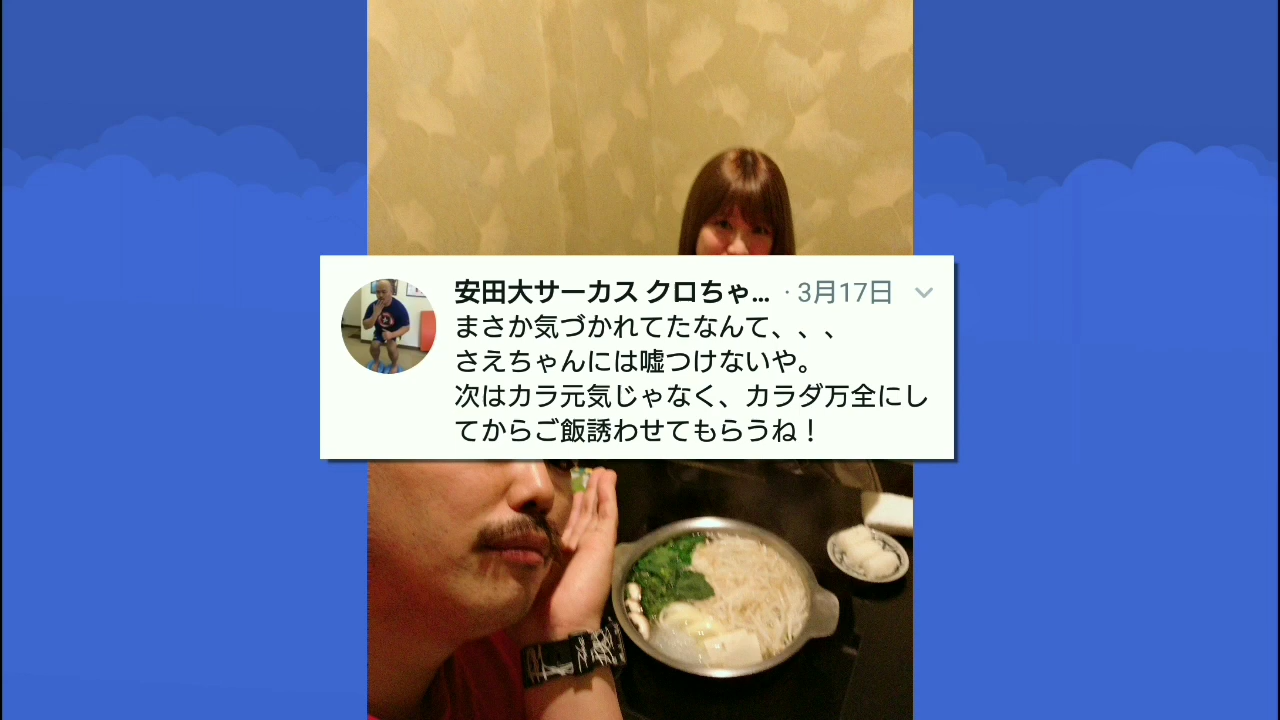 安田大サーカス クロちゃ... ・3月17日
まさか気づかれてたなんて、、、
さえちゃんには嘘つけないや。
次はカラ元気じゃなく、カラダ万全にし
てからご飯誘わせてもらうね！